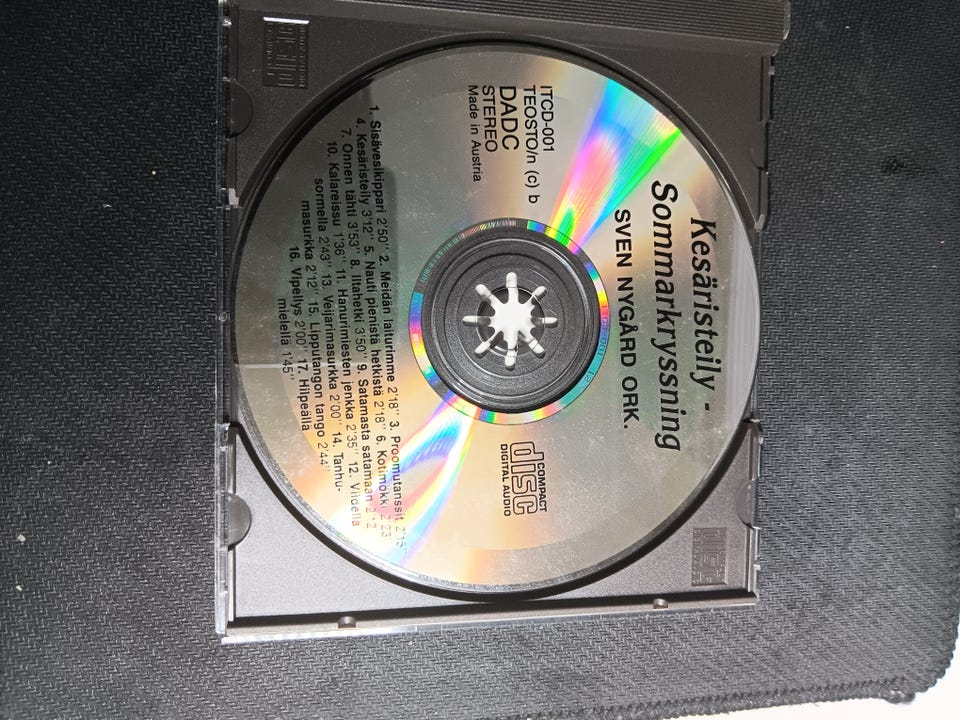 Kesäristeily -
Sommarkryssning
SVEN NYGÅRD ORK.
ITCD-001
TEOSTO/n (c) b
DADC
STEREO
Made in Austria
COMPACT
disc
DIGITAL AUDIO
1. Sisävesikippari 2'50'' 2. Meidän laiturimme 2'18'' 3. Proomutanssit 2'15''
4. Kesäristeily 3'12'' 5. Nauti pienistä hetkistä 2'18'' 6. Kotimökki 2'23''
7. Onnen tähti 3'53'' 8. Iltahetki 3'50'' 9. Satamasta satamaan 2'12''
10. Kalareissu 1'36'' 11. Hanurimiesten jenkka 2'35'' 12. Viidellä
sormella 2'43'' 13. Veijarimasurkka 2'00'' 14. Tanhu-
masurkka 2'12'' 15. Lipputangon tango 2'44''
16. Vipellys 2'00'' 17. Hilpeällä
mielellä 1'45''